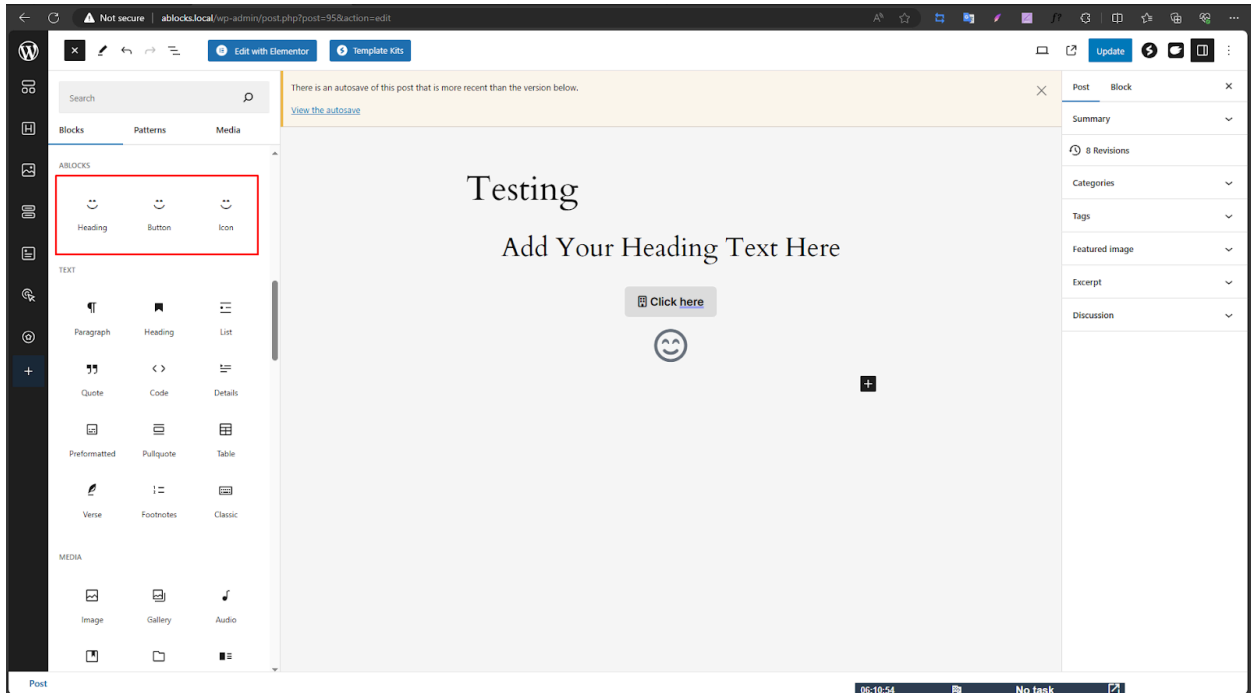 Not secure | ablocks.local/wp-admin/post.php?post=95&action=edit
Edit with Elementor
Template Kits
Update
Search
Blocks Patterns Media
ABLOCKS
Heading Button Icon
TEXT
Paragraph Heading List
Quote Code Details
Preformatted Pullquote Table
Verse Footnotes Classic
MEDIA
Image Gallery Audio
There is an autosave of this post that is more recent than the version below.
View the autosave
Testing
Add Your Heading Text Here
Click here
Post Block
Summary
8 Revisions
Categories
Tags
Featured image
Excerpt
Discussion
Post
06:10:54 No task